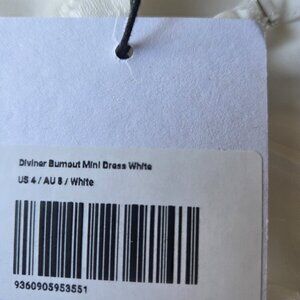 Diviner Burnout Mini Dress White
US 4 / AU 8 / White
9360905953551